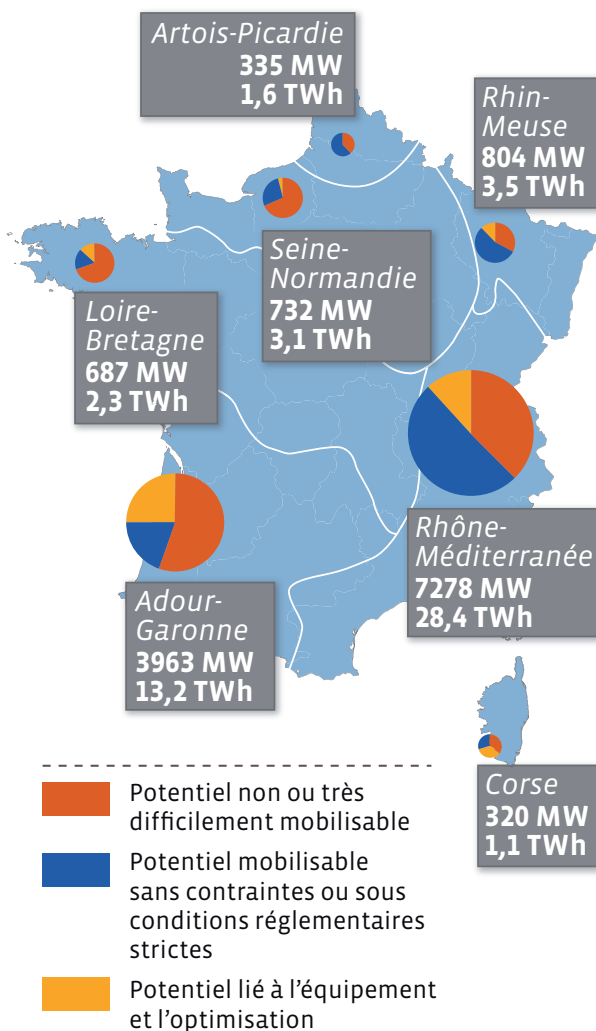 Artois-Picardie
335 MW
1,6 TWh
Rhin-
Meuse
804 MW
3,5 TWh
Seine-
Normandie
732 MW
3,1 TWh
Loire-
Bretagne
687 MW
2,3 TWh
Rhône-
Méditerranée
7278 MW
28,4 TWh
Adour-
Garonne
3963 MW
13,2 TWh
Corse
320 MW
1,1 TWh
Potentiel non ou très
difficilement mobilisable
Potentiel mobilisable
sans contraintes ou sous
conditions réglementaires
strictes
Potentiel lié à l'équipement
et l'optimisation